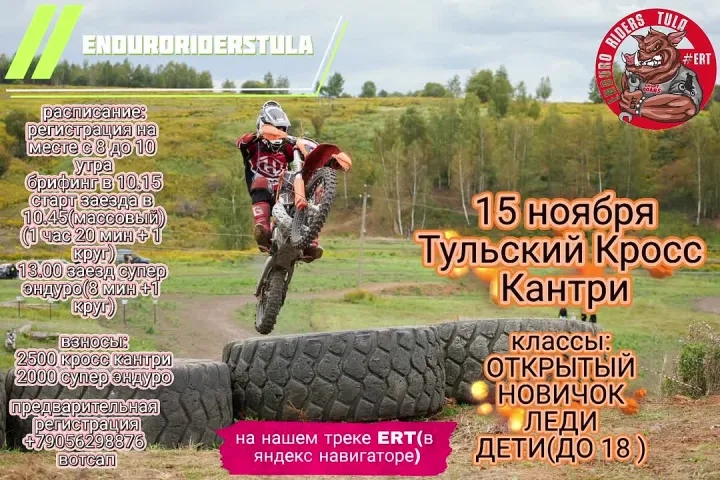 ENDURORIDERSTULA
ENDURO RIDERS TULA
#ERT
расписание:
регистрация на
месте с 8 до 10
утра
брифинг в 10.15
старт заезда в
10.45(массовый)
(1 час 20 мин + 1
круг)
13.00 заезд супер
эндуро(8 мин +1
круг)
взносы:
2500 кросс кантри
2000 супер эндуро
предварительная
регистрация
+79056298876
вотсап
15 ноября
Тульский Кросс
Кантри
классы:
ОТКРЫТЫЙ
НОВИЧОК
ЛЕДИ
ДЕТИ(ДО 18 )
на нашем треке ERT(в
яндекс навигаторе)